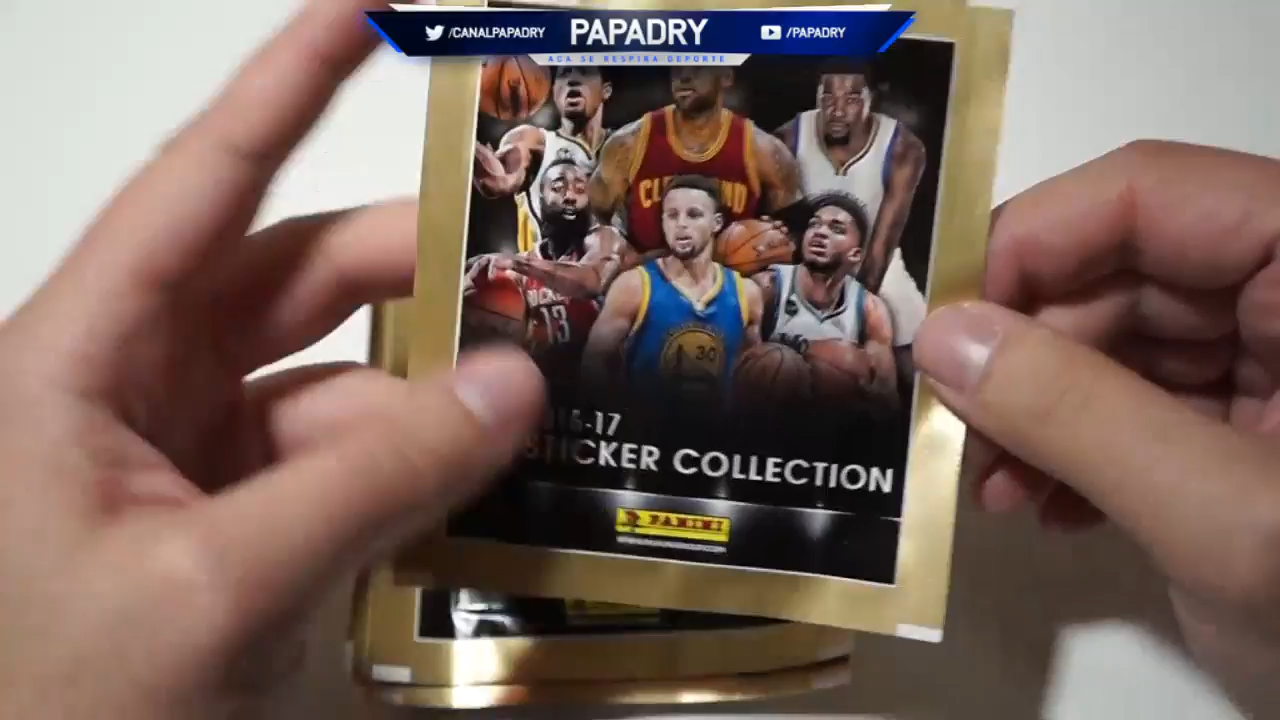 /CANALPAPADRY
PAPADRY
/PAPADRY
ACA SE RESPIRA DEPORTE
CLEVELAND
13
30
-17
STICKER COLLECTION
PANINI